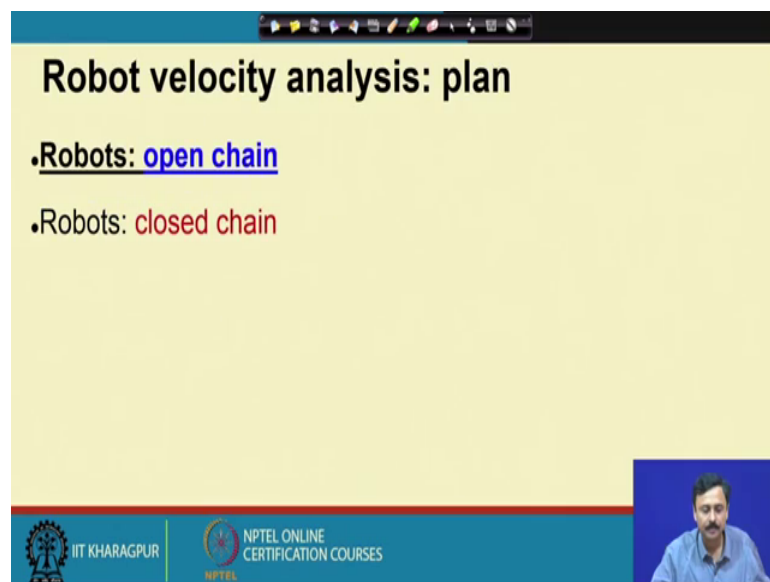 Robot velocity analysis: plan
•Robots: open chain
•Robots: closed chain
IIT KHARAGPUR
NPTEL
NPTEL ONLINE
CERTIFICATION COURSES